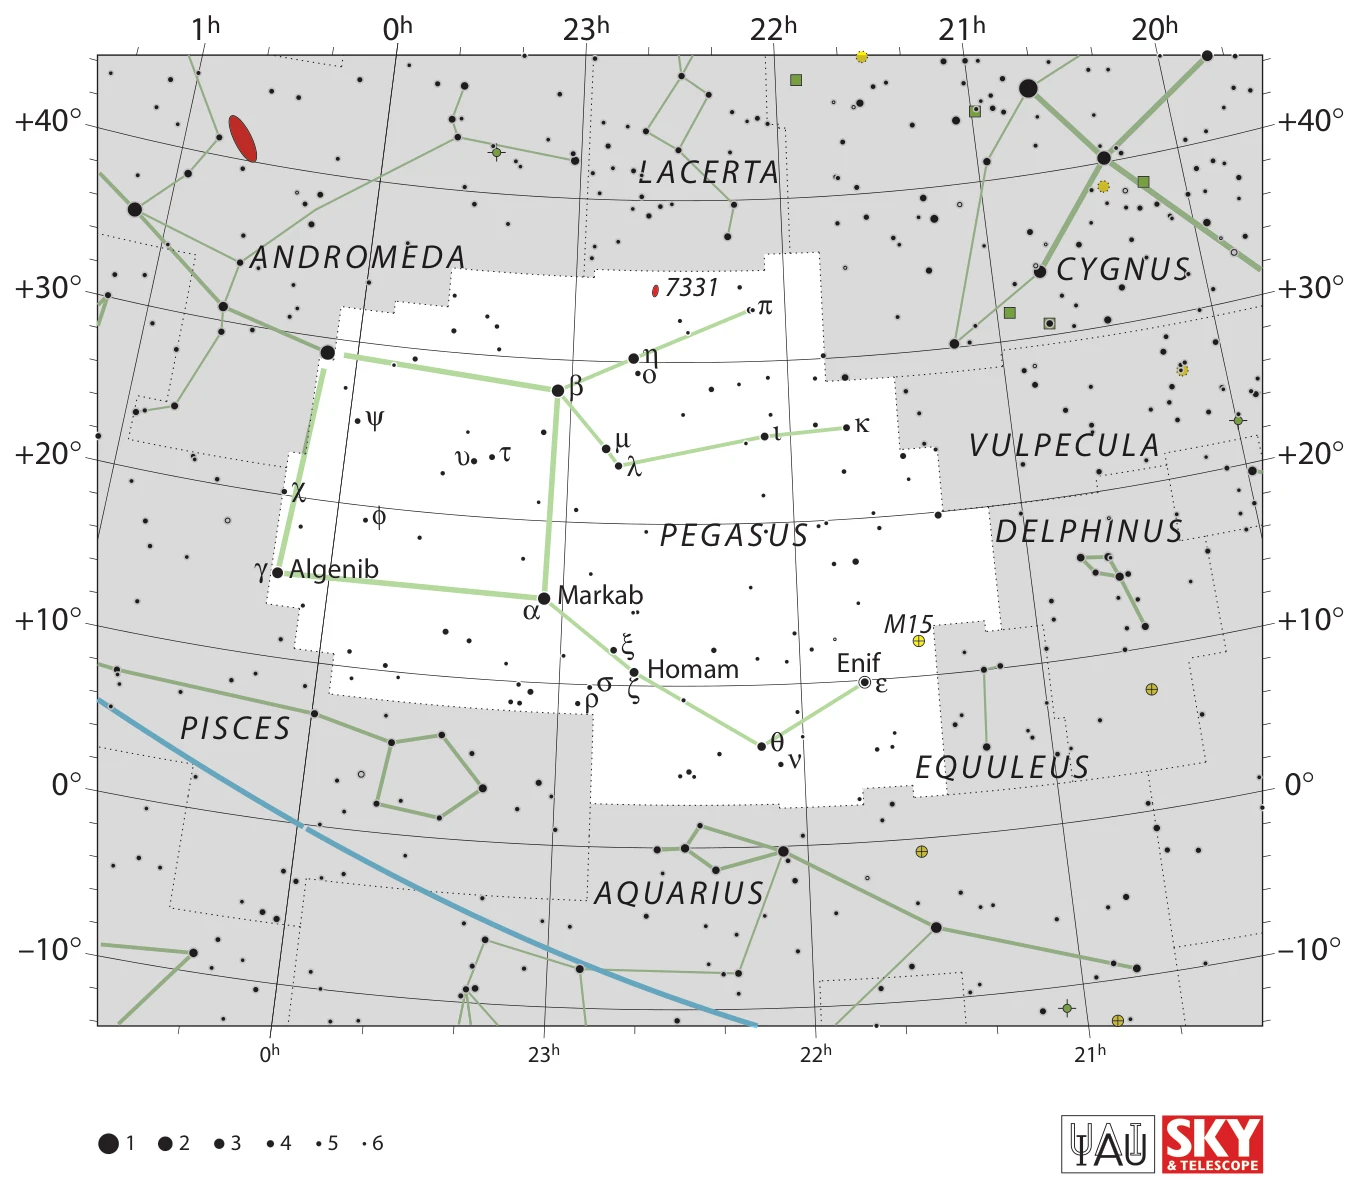 1h 0h 23h 22h 21h 20h
+40° +40°
LACERTA
ANDROMEDA
CYGNUS
+30° 7331 +30°
π
η
ο
β
ψ
κ
ι
μ
VULPECULA
+20° υ τ λ +20°
χ
φ
PEGASUS
DELPHINUS
γ Algenib
Markab
α
+10° M15 +10°
ξ
Homam Enif
σ ζ ε
ρ
PISCES
θ
ν
EQUULEUS
0° 0°
AQUARIUS
–10° –10°
0h 23h 22h 21h
1 2 3 4 5 6
IAU SKY
& TELESCOPE